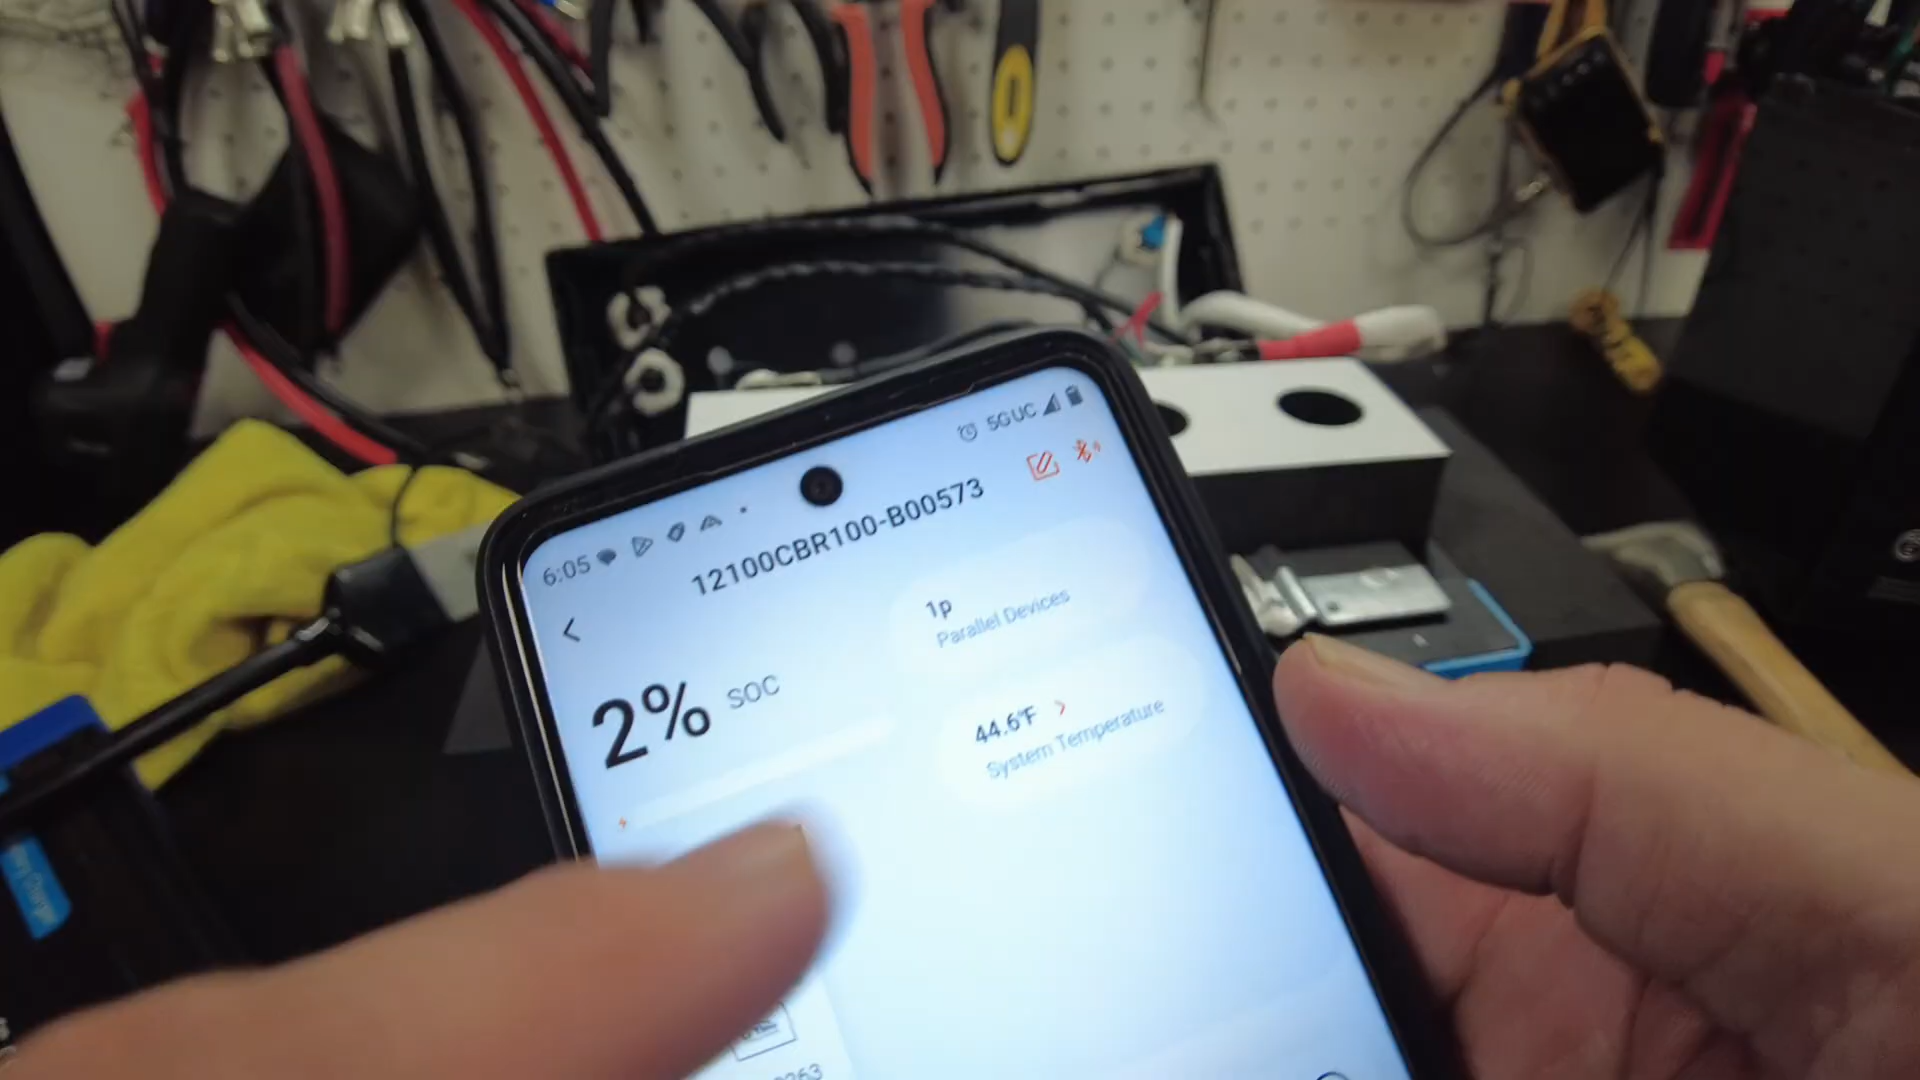 6:05
5G UC
12100CBR100-B00573
1p
Parallel Devices
2% SOC
44.6°F
System Temperature